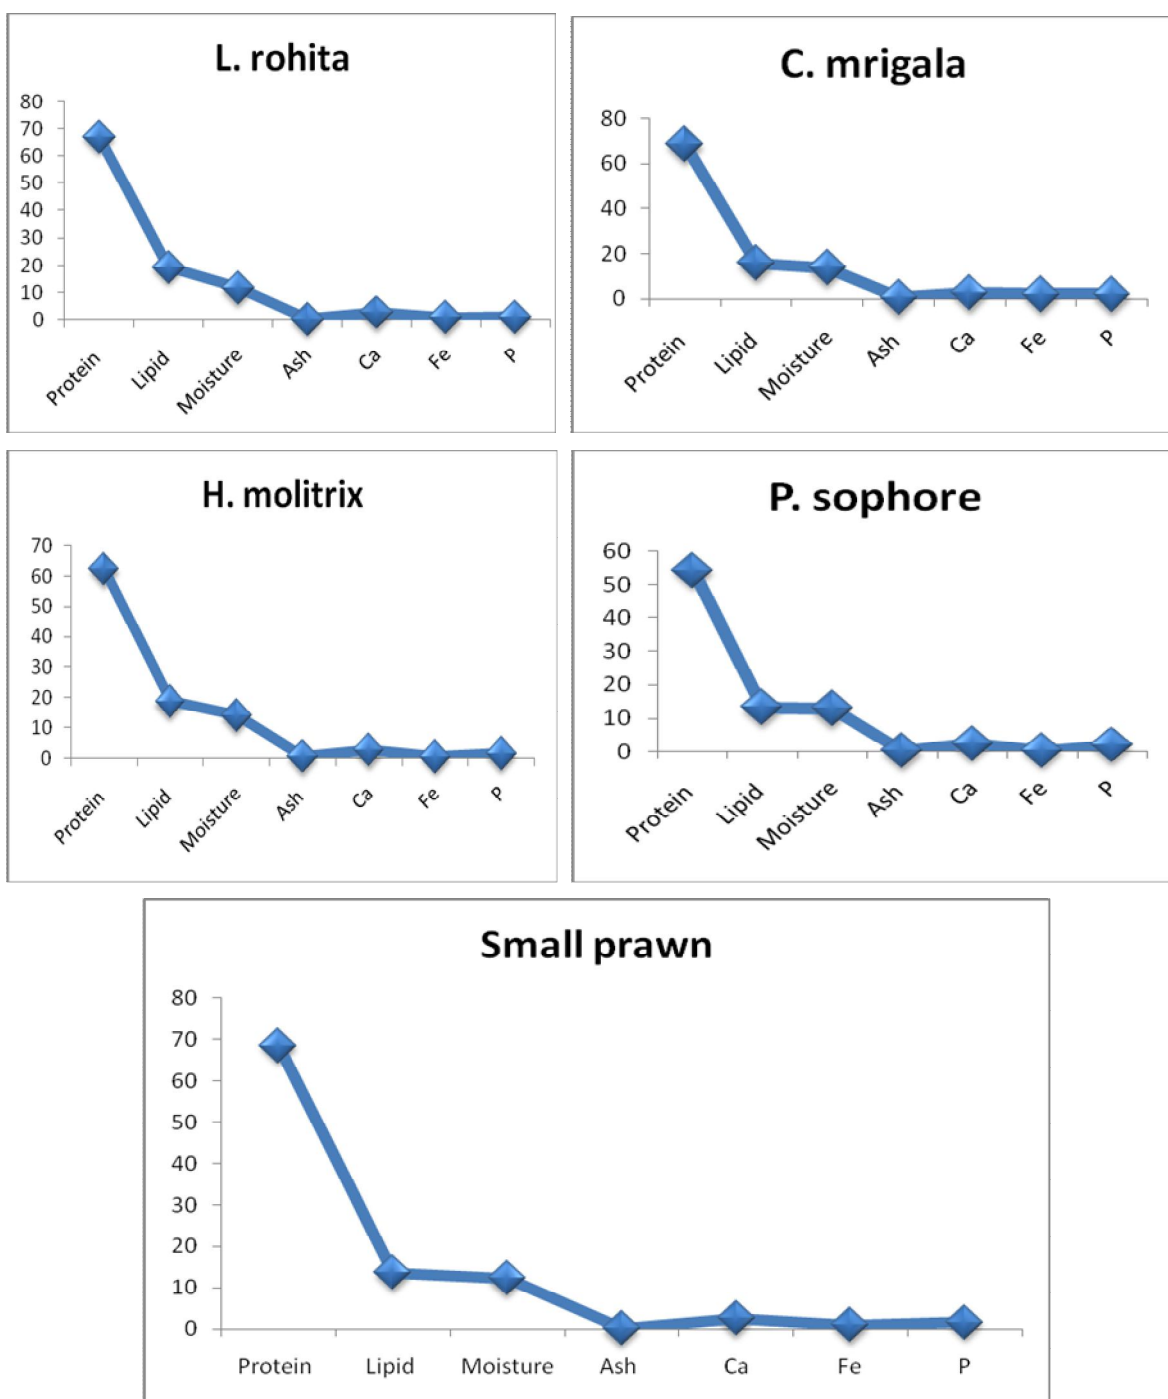 L. rohita
80
70
60
50
40
30
20
10
0
Protein
Lipid
Moisture
Ash
Ca
Fe
P
C. mrigala
80
60
40
20
0
Protein
Lipid
Moisture
Ash
Ca
Fe
P
H. molitrix
70
60
50
40
30
20
10
0
Protein
Lipid
Moisture
Ash
Ca
Fe
P
P. sophore
60
50
40
30
20
10
0
Protein
Lipid
Moisture
Ash
Ca
Fe
P
Small prawn
80
70
60
50
40
30
20
10
0
Protein Lipid Moisture Ash Ca Fe P